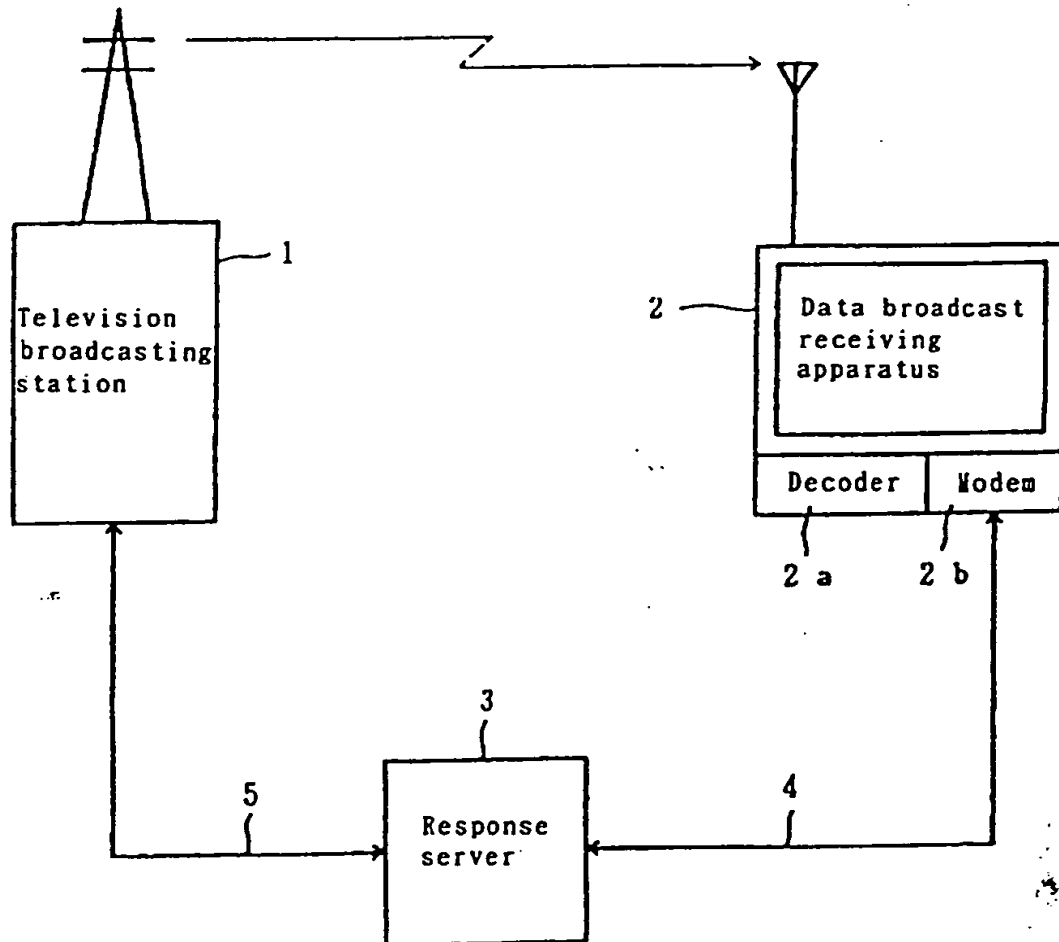 1
Television
broadcasting
station
2
Data broadcast
receiving
apparatus
Decoder
Modem
2 a
2 b
3
Response
server
5
4